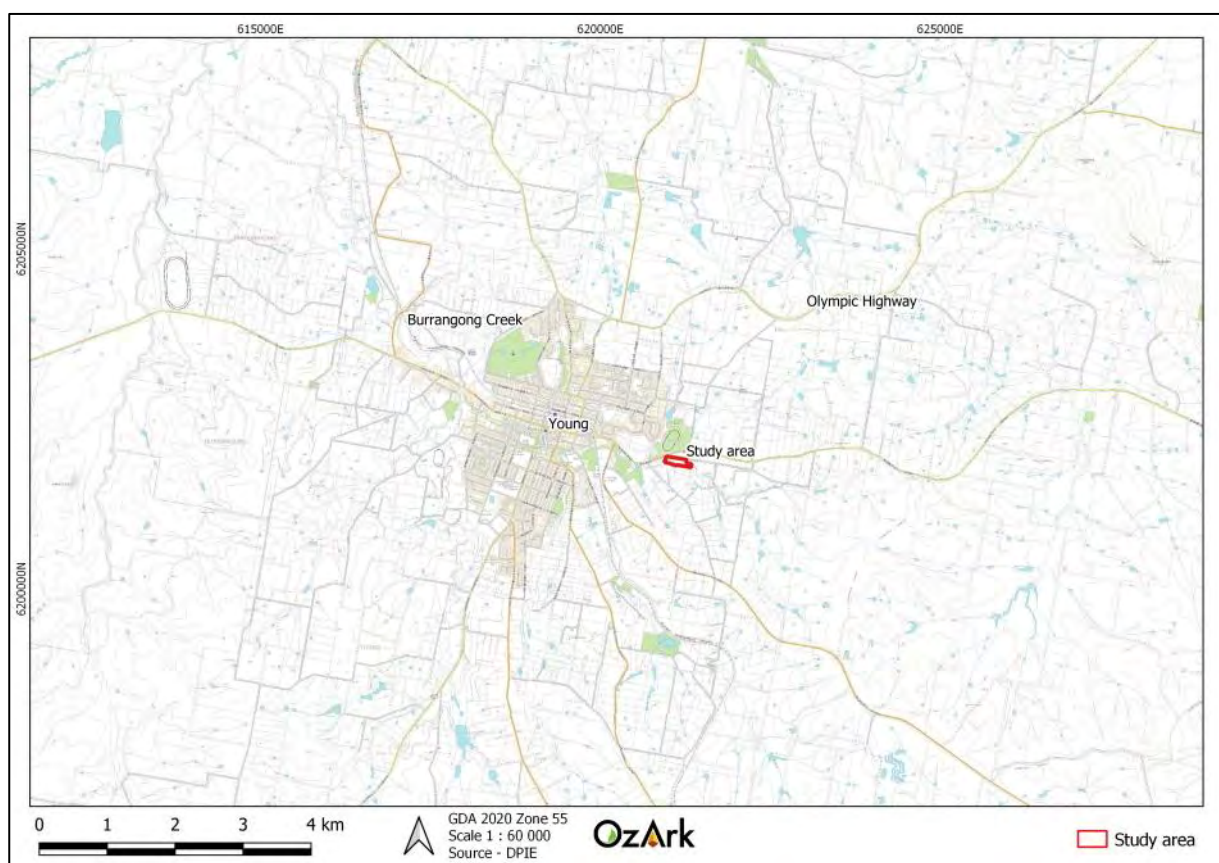 615000E
620000E
625000E
6205000N
6200000N
Olympic Highway
Burrangong Creek
Young
Study area
0 1 2 3 4 km
GDA 2020 Zone 55
Scale 1 : 60 000
Source - DPIE
OzArk
Study area